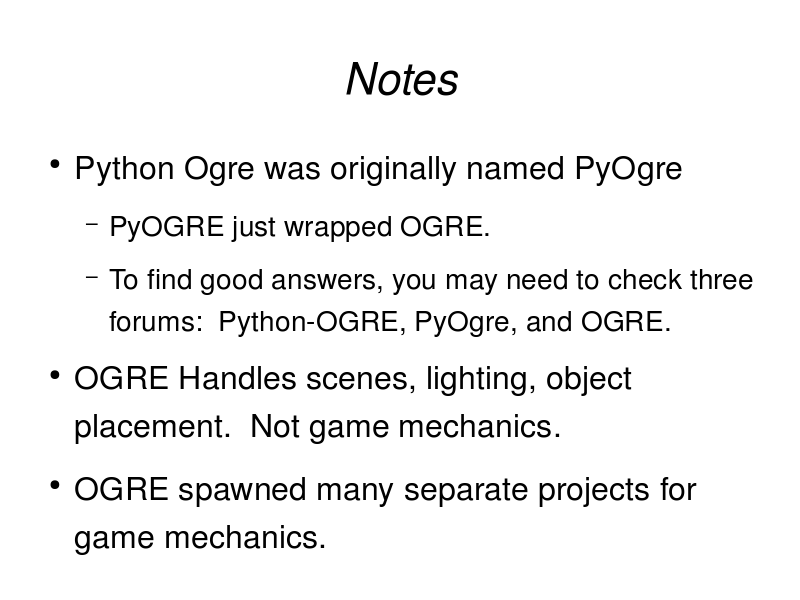 Notes
• Python Ogre was originally named PyOgre
– PyOGRE just wrapped OGRE.
– To find good answers, you may need to check three
forums:  Python-OGRE, PyOgre, and OGRE.
• OGRE Handles scenes, lighting, object
placement.  Not game mechanics.
• OGRE spawned many separate projects for
game mechanics.